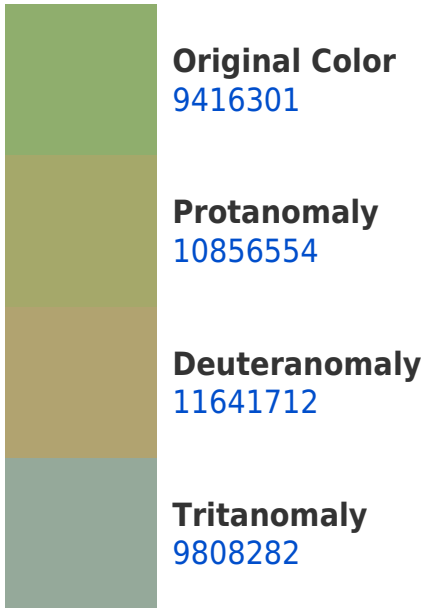 Original Color
9416301
Protanomaly
10856554
Deuteranomaly
11641712
Tritanomaly
9808282